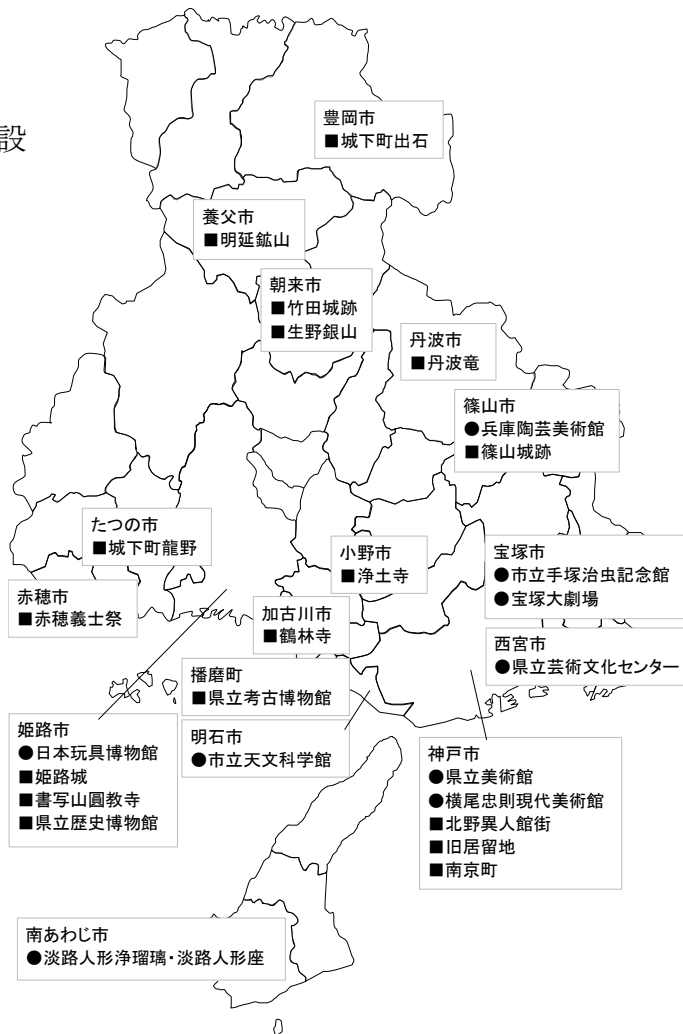 設
豊岡市
■城下町出石
養父市
■明延鉱山
朝来市
■竹田城跡
■生野銀山
丹波市
■丹波竜
篠山市
●兵庫陶芸美術館
■篠山城跡
たつの市
■城下町龍野
小野市
■浄土寺
宝塚市
●市立手塚治虫記念館
●宝塚大劇場
赤穂市
■赤穂義士祭
加古川市
■鶴林寺
西宮市
●県立芸術文化センター
播磨町
■県立考古博物館
姫路市
●日本玩具博物館
■姫路城
■書写山圓教寺
■県立歴史博物館
明石市
●市立天文科学館
神戸市
●県立美術館
●横尾忠則現代美術館
■北野異人館街
■旧居留地
■南京町
南あわじ市
●淡路人形浄瑠璃・淡路人形座